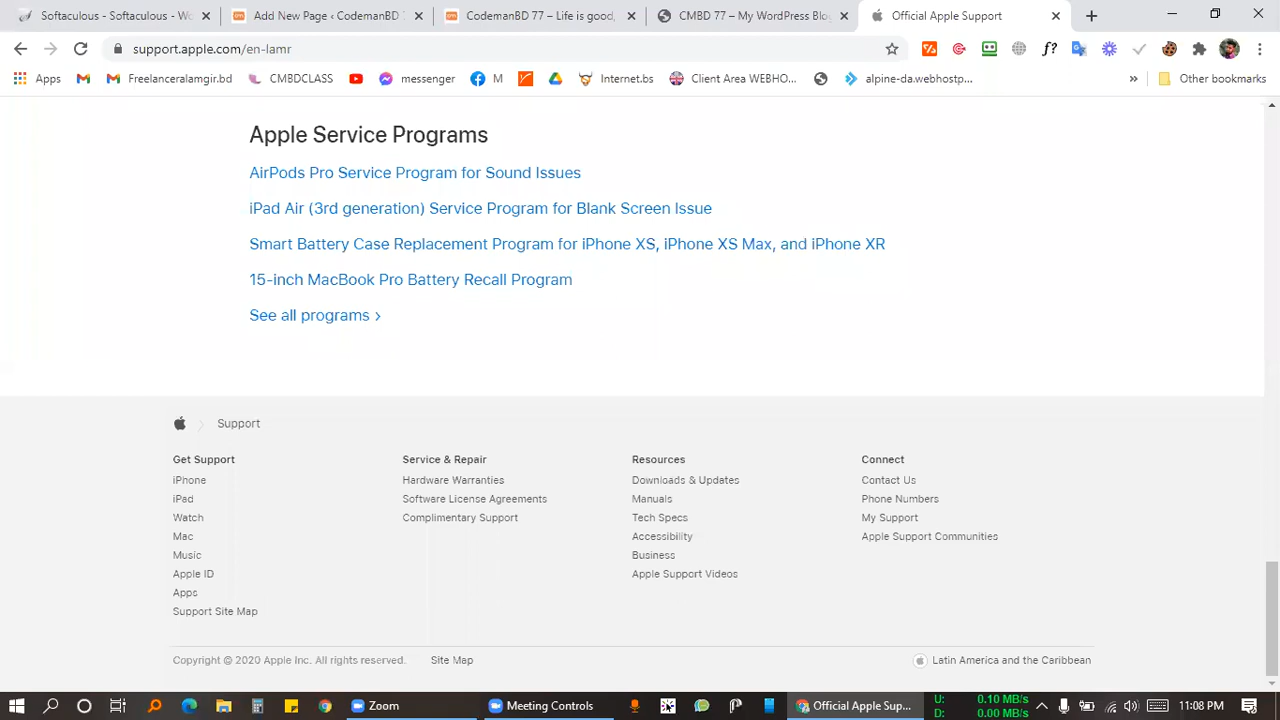 Softaculous - Softaculous - Wo
Add New Page ‹ CodemanBD
CodemanBD 77 – Life is good,
CMBD 77 – My WordPress Blog
Official Apple Support
support.apple.com/en-lamr
Apps
Freelanceralamgir.bd
CMBDCLASS
messenger
M
Internet.bs
Client Area WEBHO...
alpine-da.webhostp...
Other bookmarks
Apple Service Programs
AirPods Pro Service Program for Sound Issues
iPad Air (3rd generation) Service Program for Blank Screen Issue
Smart Battery Case Replacement Program for iPhone XS, iPhone XS Max, and iPhone XR
15-inch MacBook Pro Battery Recall Program
See all programs ›
Support
Get Support
iPhone
iPad
Watch
Mac
Music
Apple ID
Apps
Support Site Map
Service & Repair
Hardware Warranties
Software License Agreements
Complimentary Support
Resources
Downloads & Updates
Manuals
Tech Specs
Accessibility
Business
Apple Support Videos
Connect
Contact Us
Phone Numbers
My Support
Apple Support Communities
Copyright © 2020 Apple Inc. All rights reserved. Site Map
Latin America and the Caribbean
Zoom
Meeting Controls
Official Apple Sup...
U: 0.10 MB/s
D: 0.00 MB/s
11:08 PM